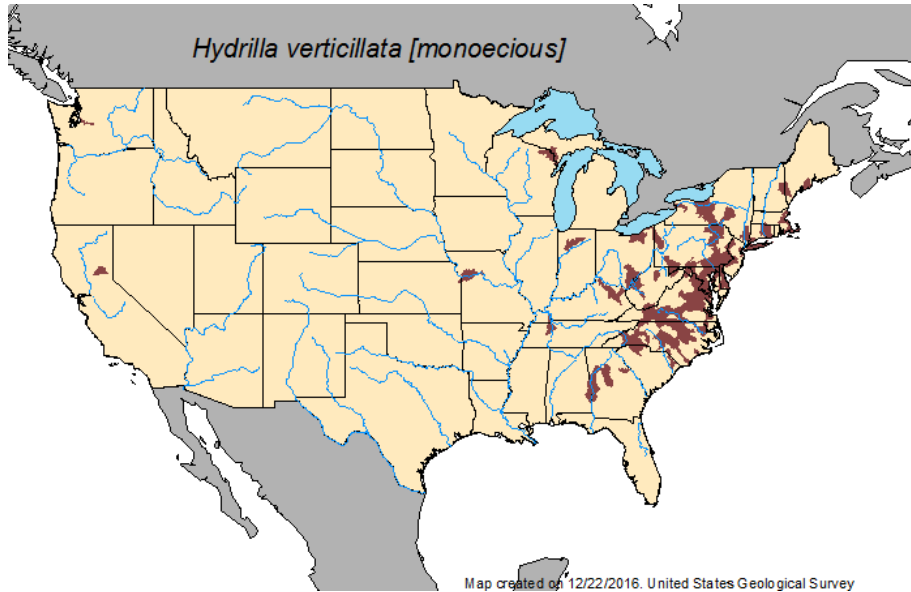 Hydrilla verticillata [monoecious]
Map created on 12/22/2016. United States Geological Survey